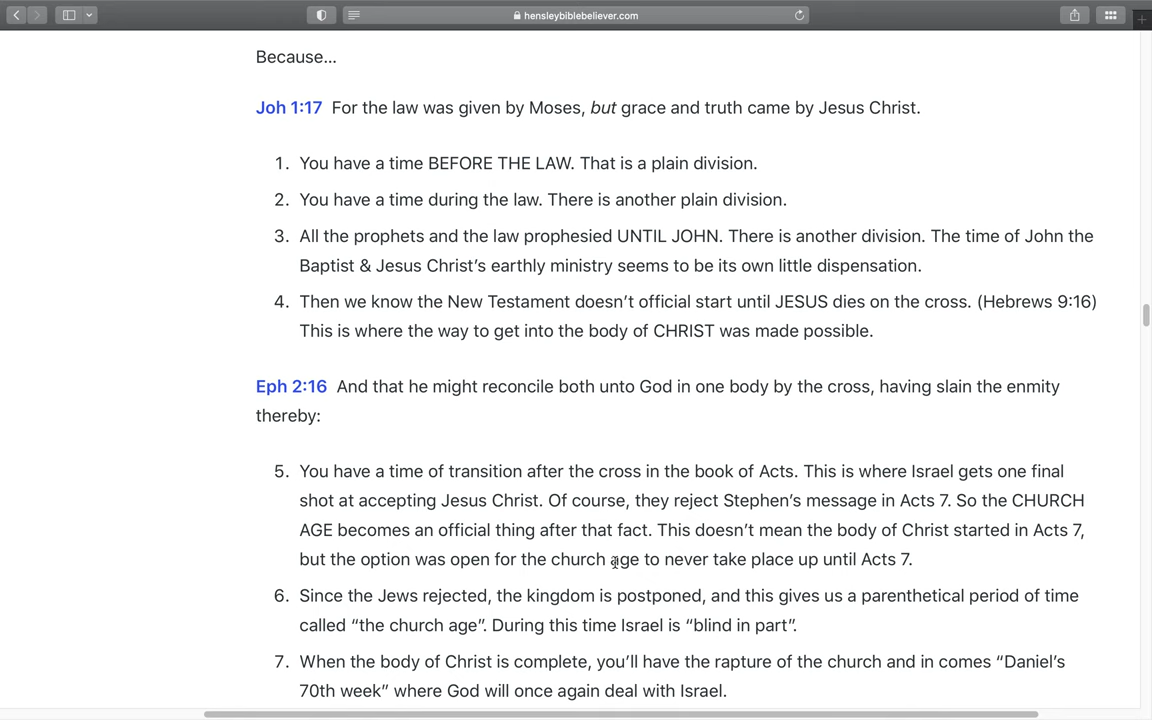 hensleybiblebeliever.com
Because...
Joh 1:17 For the law was given by Moses, but grace and truth came by Jesus Christ.
1. You have a time BEFORE THE LAW. That is a plain division.
2. You have a time during the law. There is another plain division.
3. All the prophets and the law prophesied UNTIL JOHN. There is another division. The time of John the
Baptist & Jesus Christ’s earthly ministry seems to be its own little dispensation.
4. Then we know the New Testament doesn’t official start until JESUS dies on the cross. (Hebrews 9:16)
This is where the way to get into the body of CHRIST was made possible.
Eph 2:16 And that he might reconcile both unto God in one body by the cross, having slain the enmity
thereby:
5. You have a time of transition after the cross in the book of Acts. This is where Israel gets one final
shot at accepting Jesus Christ. Of course, they reject Stephen’s message in Acts 7. So the CHURCH
AGE becomes an official thing after that fact. This doesn’t mean the body of Christ started in Acts 7,
but the option was open for the church age to never take place up until Acts 7.
6. Since the Jews rejected, the kingdom is postponed, and this gives us a parenthetical period of time
called “the church age”. During this time Israel is “blind in part”.
7. When the body of Christ is complete, you’ll have the rapture of the church and in comes “Daniel’s
70th week” where God will once again deal with Israel.